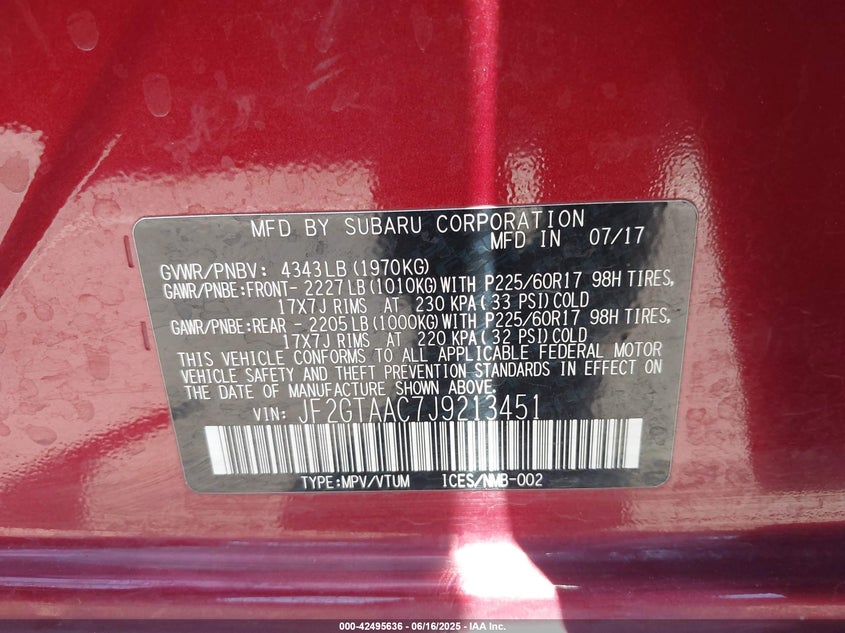 MFD BY SUBARU CORPORATION
MFD IN 07/17
GVWR/PNBV: 4343LB (1970KG)
GAWR/PNBE:FRONT- 2227 LB (1010KG) WITH P225/60R17 98H TIRES,
17X7J RIMS AT 230 KPA( 33 PSI) COLD
GAWR/PNBE:REAR - 2205 LB (1000KG) WITH P225/60R17 98H TIRES,
17X7J RIMS AT 220 KPA( 32 PSI) COLD
THIS VEHICLE CONFORMS TO ALL APPLICABLE FEDERAL MOTOR
VEHICLE SAFETY AND THEFT PREVENTION STANDARDS IN EFFECT ON
THE DATE OF MANUFACTURE SHOWN ABOVE.
VIN: JF2GTAAC7J9213451
TYPE:MPV/VTUM ICES/NMB-002
000-42495636 - 06/16/2025 - IAA Inc.